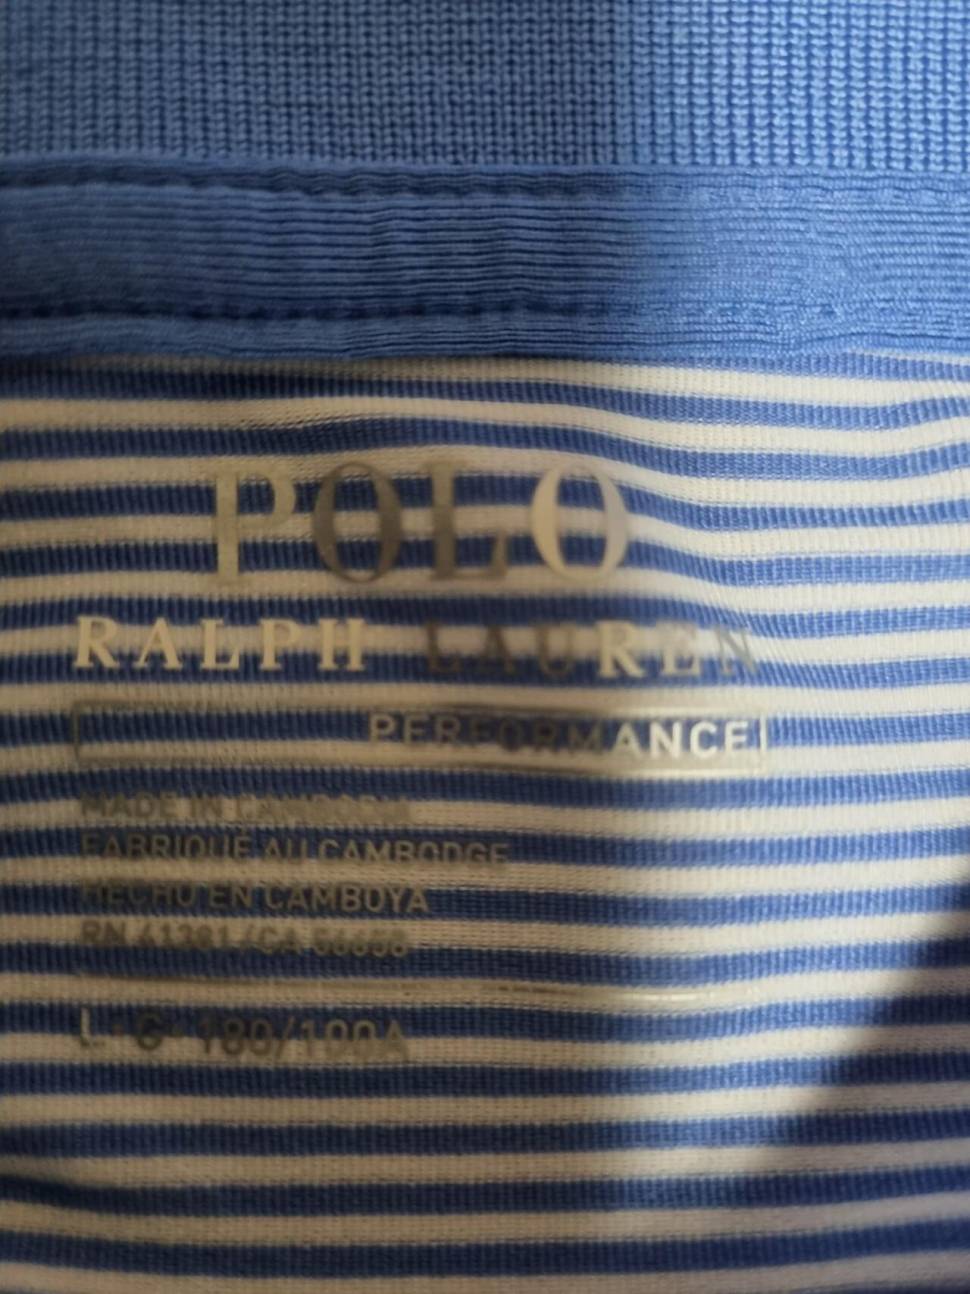 POLO
RALPH LAUREN
PERFORMANCE
MADE IN CAMBODIA
FABRIQUÉ AU CAMBODGE
HECHO EN CAMBOYA
RN 41381/CA 56658
L • G • 180/100A